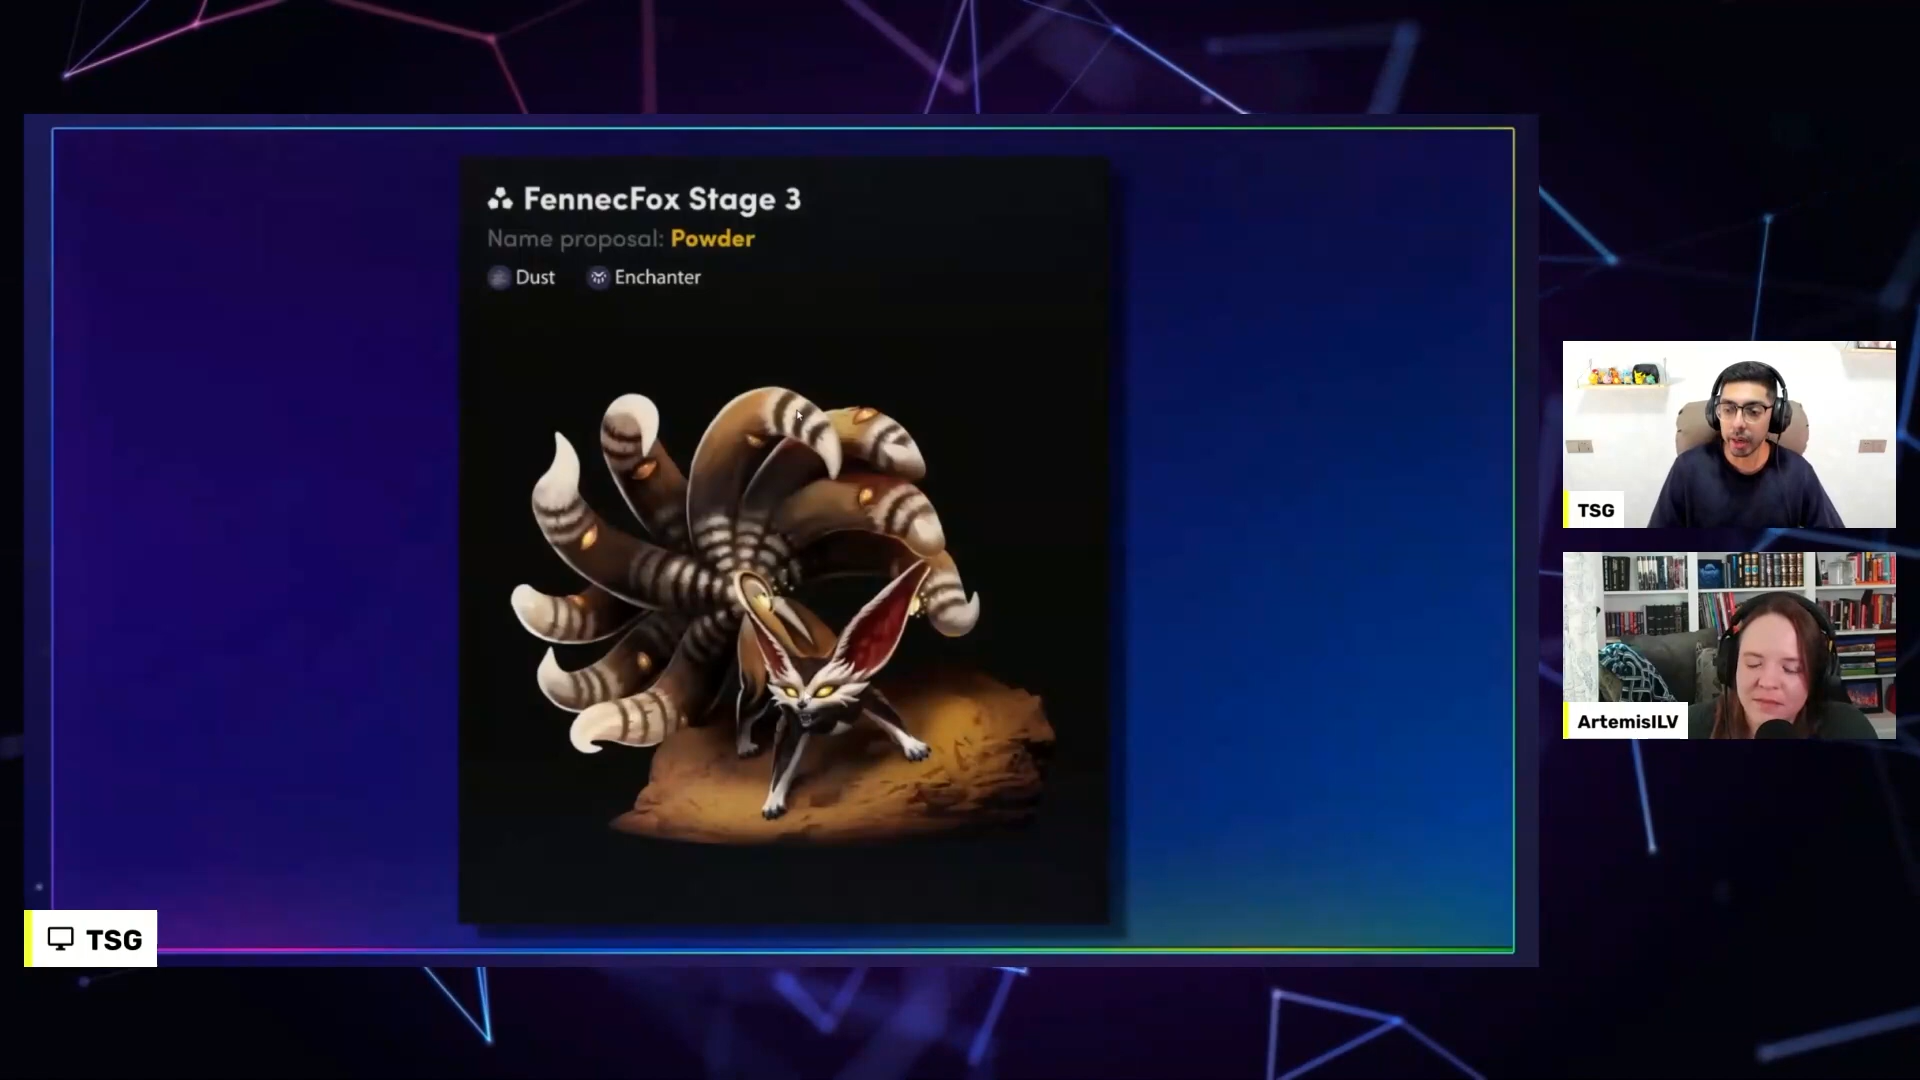 FennecFox Stage 3
Name proposal: Powder
Dust Enchanter
TSG
ArtemisILV
TSG